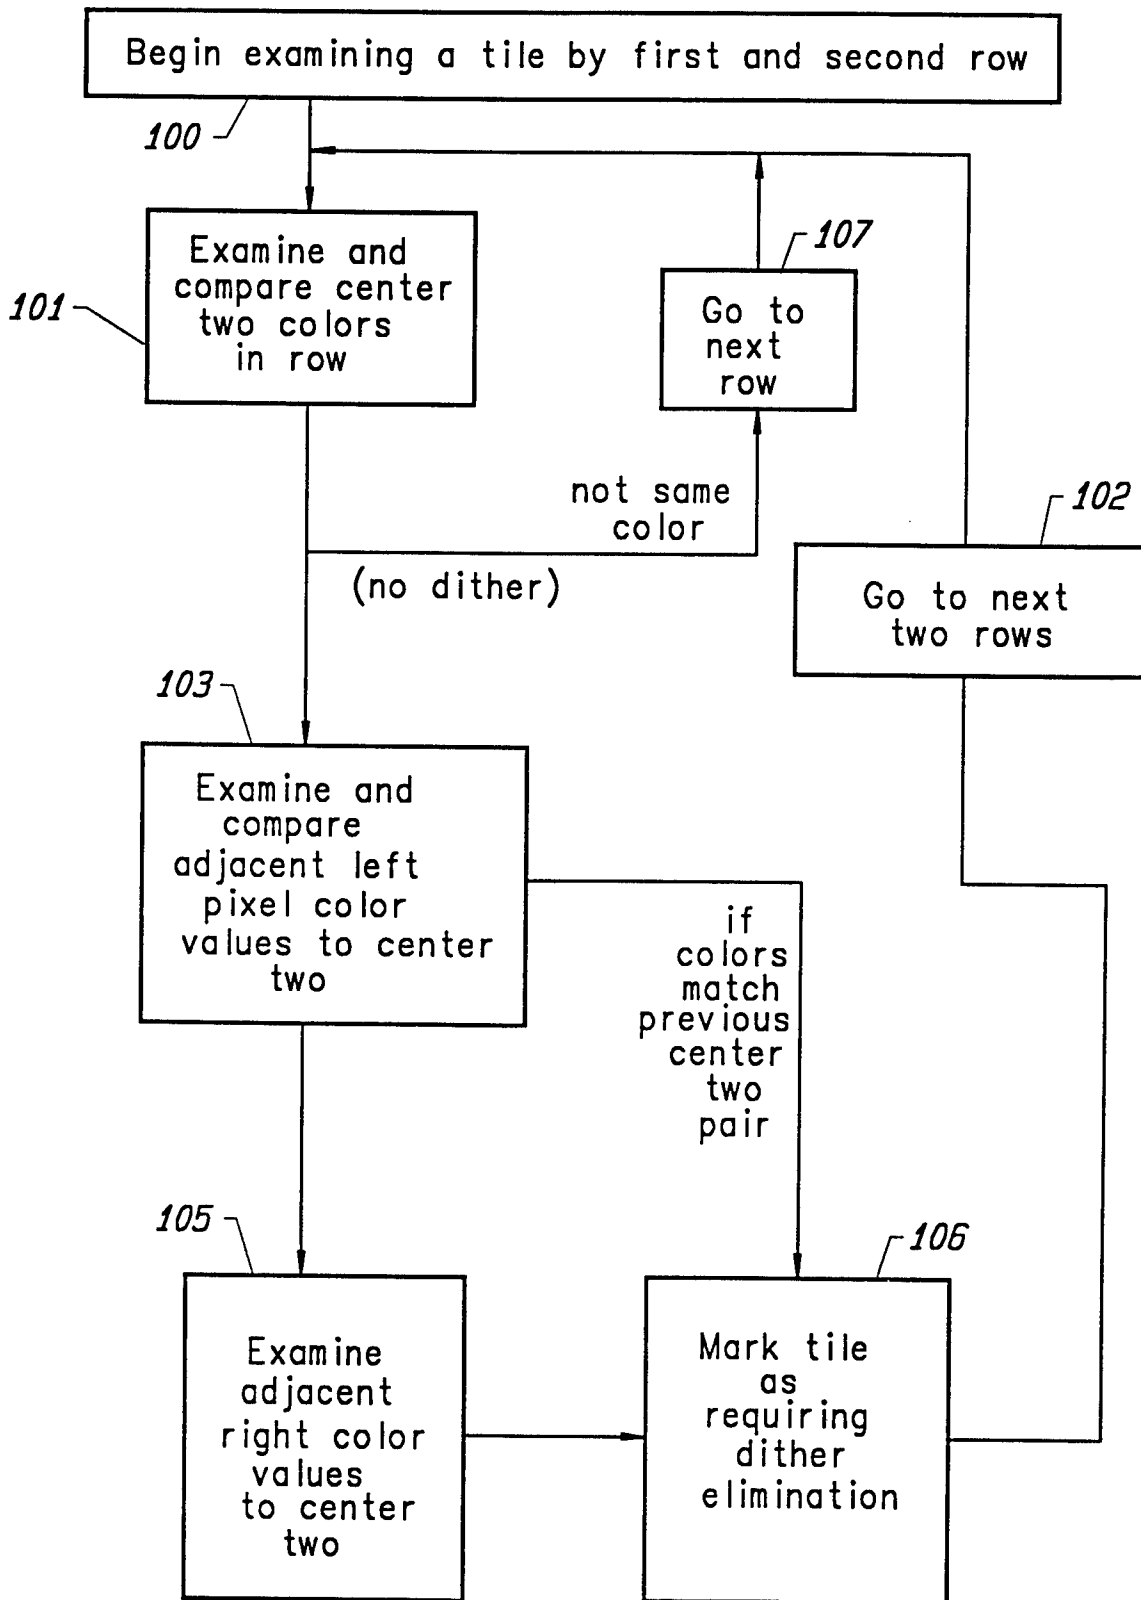 Begin examining a tile by first and second row
100
101
Examine and
compare center
two colors
in row
107
Go to
next
row
not same
color
(no dither)
102
Go to next
two rows
103
Examine and
compare
adjacent left
pixel color
values to center
two
if
colors
match
previous
center
two
pair
105
Examine
adjacent
right color
values
to center
two
106
Mark tile
as
requiring
dither
elimination